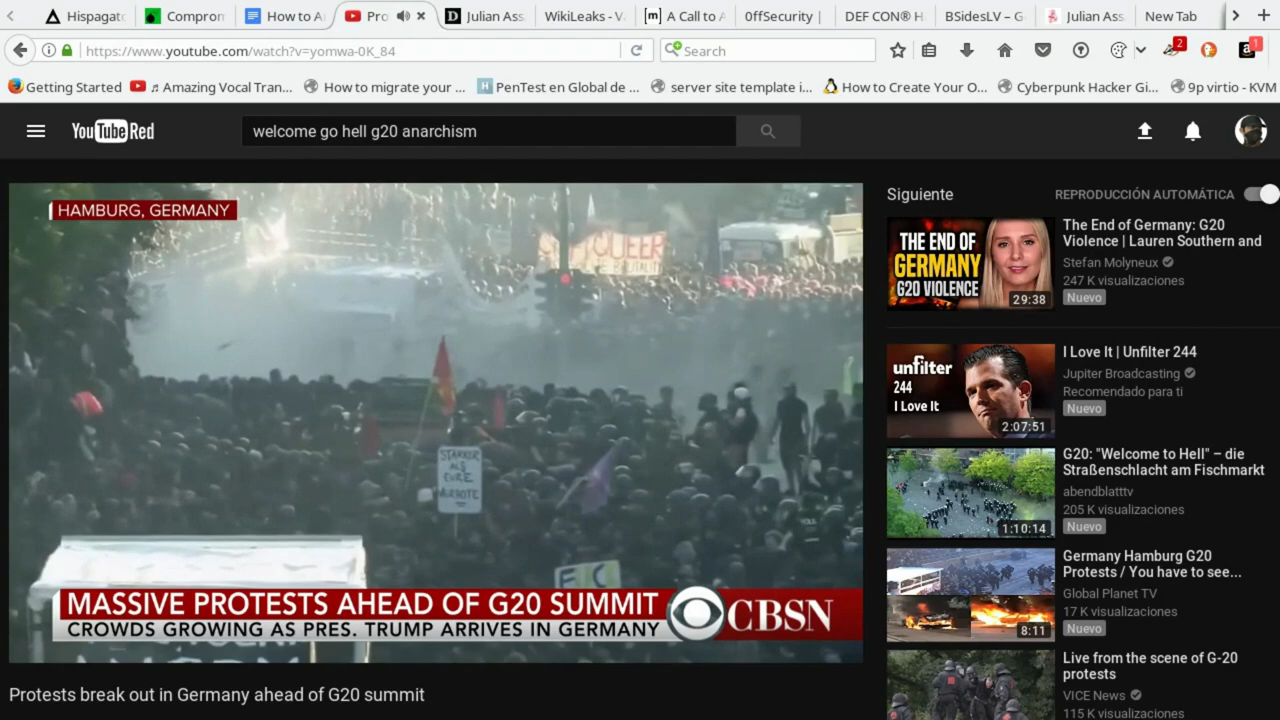 Hispagat
Comprom
How to A
Pro
Julian Ass
WikiLeaks - V
[m] A Call to A
0ffSecurity |
DEF CON® H
BSidesLV – G
Julian Ass
New Tab
https://www.youtube.com/watch?v=yomwa-0K_84
Search
2
1
Getting Started
♬ Amazing Vocal Tran...
How to migrate your ...
PenTest en Global de ...
server site template i...
How to Create Your O...
Cyberpunk Hacker Gi...
9p virtio - KVM
YouTube Red
welcome go hell g20 anarchism
HAMBURG, GERMANY
QUEER
STÄRKER
ALS
EURE
MASSIVE PROTESTS AHEAD OF G20 SUMMIT
CROWDS GROWING AS PRES. TRUMP ARRIVES IN GERMANY
CBSN
Protests break out in Germany ahead of G20 summit
Siguiente
REPRODUCCIÓN AUTOMÁTICA
THE END OF
GERMANY
G20 VIOLENCE
29:38
The End of Germany: G20
Violence | Lauren Southern and
Stefan Molyneux
247 K visualizaciones
Nuevo
unfilter
244
I Love It
2:07:51
I Love It | Unfilter 244
Jupiter Broadcasting
Recomendado para ti
Nuevo
1:10:14
G20: "Welcome to Hell" – die
Straßenschlacht am Fischmarkt
abendblatttv
205 K visualizaciones
Nuevo
8:11
Germany Hamburg G20
Protests / You have to see...
Global Planet TV
17 K visualizaciones
Nuevo
Live from the scene of G-20
protests
VICE News
115 K visualizaciones